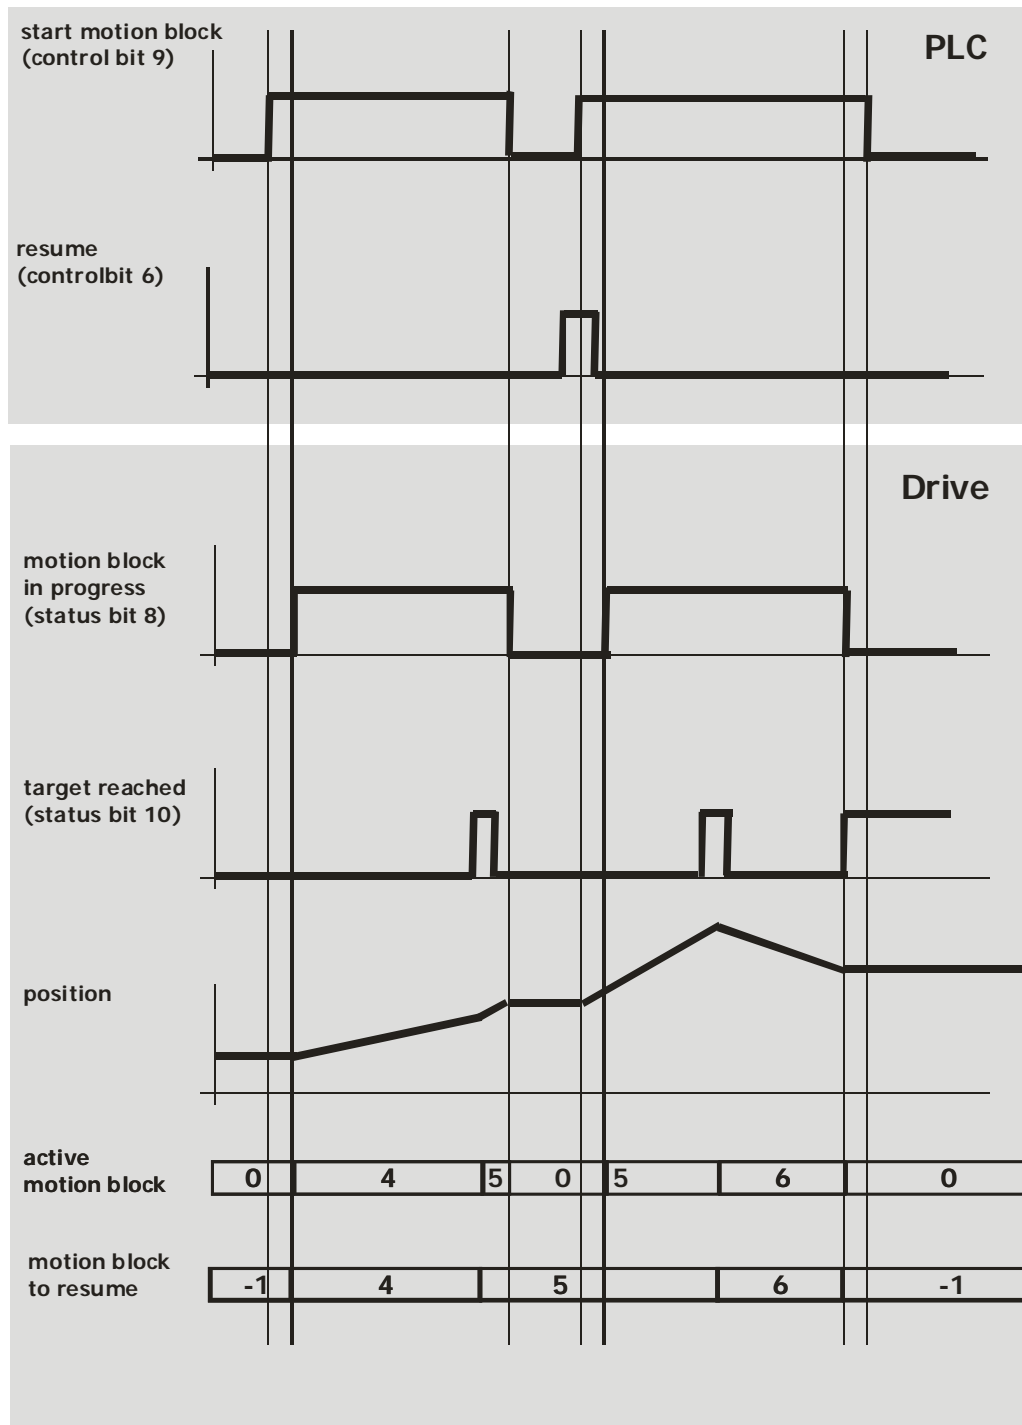 start motion block
(control bit 9)
PLC
resume
(controlbit 6)
Drive
motion block
in progress
(status bit 8)
target reached
(status bit 10)
position
active
motion block
0 4 5 0 5 6 0
motion block
to resume
-1 4 5 6 -1